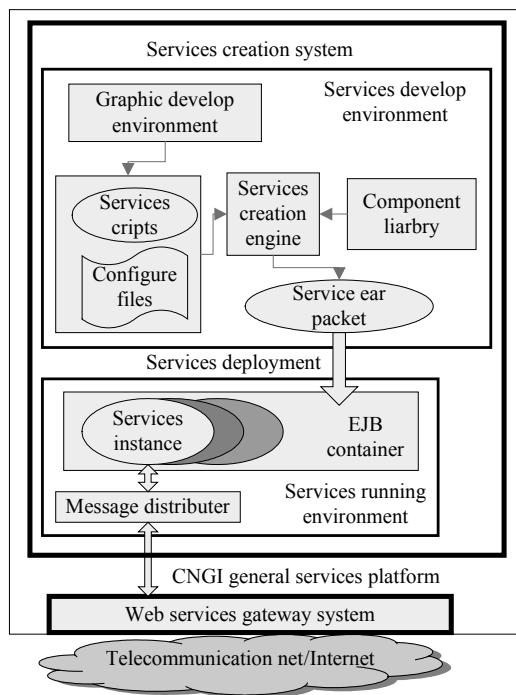 Services creation system
Services develop
environment
Graphic develop
environment
Services
cripts
Configure
files
Services
creation
engine
Component
liarbry
Service ear
packet
Services deployment
Services
instance
EJB
container
Message distributer
Services running
environment
CNGI general services platform
Web services gateway system
Telecommunication net/Internet